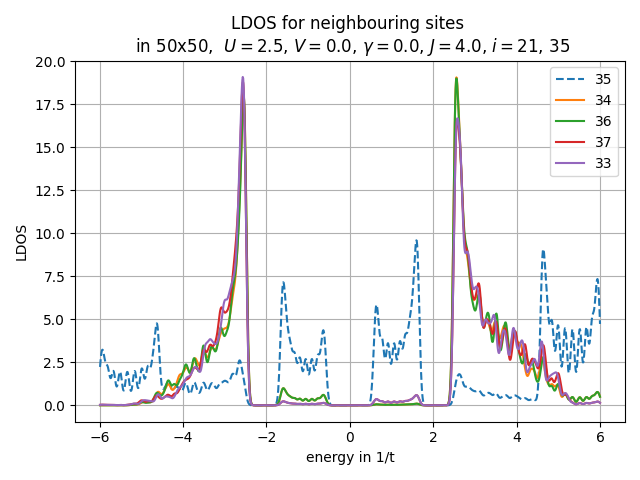 LDOS for neighbouring sites
in 50x50, U = 2.5, V = 0.0, γ = 0.0, J = 4.0, i = 21, 35
20.0
17.5
15.0
12.5
10.0
7.5
5.0
2.5
0.0
LDOS
35
34
36
37
33
−6 −4 −2 0 2 4 6
energy in 1/t